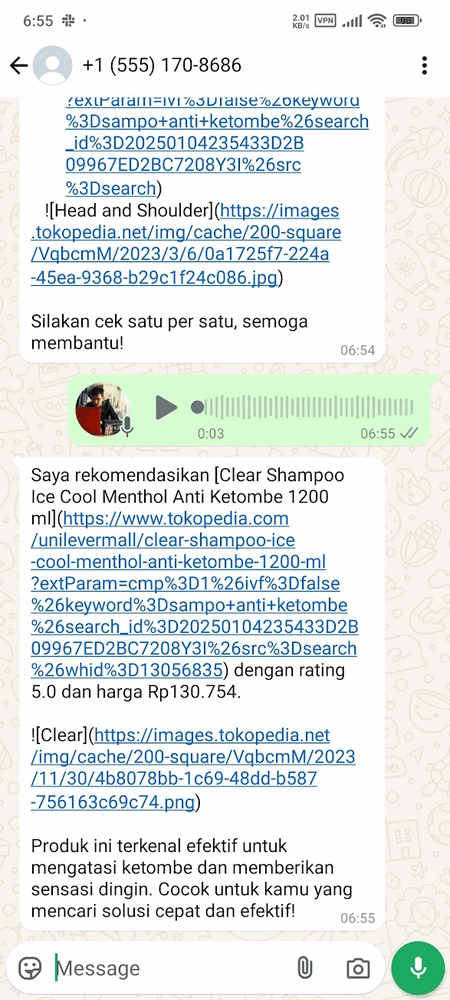 6:55
2.01
KB/s
VPN
90
+1 (555) 170-8686
?extParam=ivf%3Dfalse%26keyword
%3Dsampo+anti+ketombe%26search
_id%3D20250104235433D2B
09967ED2BC7208Y3I%26src
%3Dsearch)
![Head and Shoulder](https://images
.tokopedia.net/img/cache/200-square
/VqbcmM/2023/3/6/0a1725f7-224a
-45ea-9368-b29c1f24c086.jpg)
Silakan cek satu per satu, semoga
membantu!
06:54
0:03
06:55
Saya rekomendasikan [Clear Shampoo
Ice Cool Menthol Anti Ketombe 1200
ml](https://www.tokopedia.com
/unilevermall/clear-shampoo-ice
-cool-menthol-anti-ketombe-1200-ml
?extParam=cmp%3D1%26ivf%3Dfalse
%26keyword%3Dsampo+anti+ketombe
%26search_id%3D20250104235433D2B
09967ED2BC7208Y3I%26src%3Dsearch
%26whid%3D13056835) dengan rating
5.0 dan harga Rp130.754.
![Clear](https://images.tokopedia.net
/img/cache/200-square/VqbcmM/2023
/11/30/4b8078bb-1c69-48dd-b587
-756163c69c74.png)
Produk ini terkenal efektif untuk
mengatasi ketombe dan memberikan
sensasi dingin. Cocok untuk kamu yang
mencari solusi cepat dan efektif!
06:55
Message